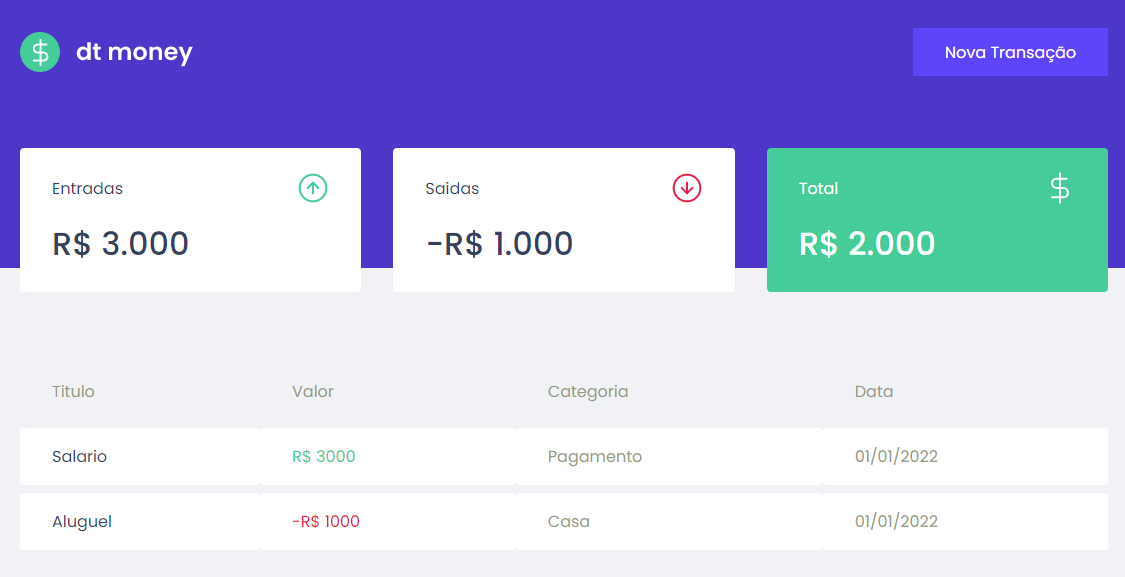 $ dt money
Nova Transação
Entradas
R$ 3.000
Saidas
-R$ 1.000
Total $
R$ 2.000
Titulo Valor Categoria Data
Salario R$ 3000 Pagamento 01/01/2022
Aluguel -R$ 1000 Casa 01/01/2022